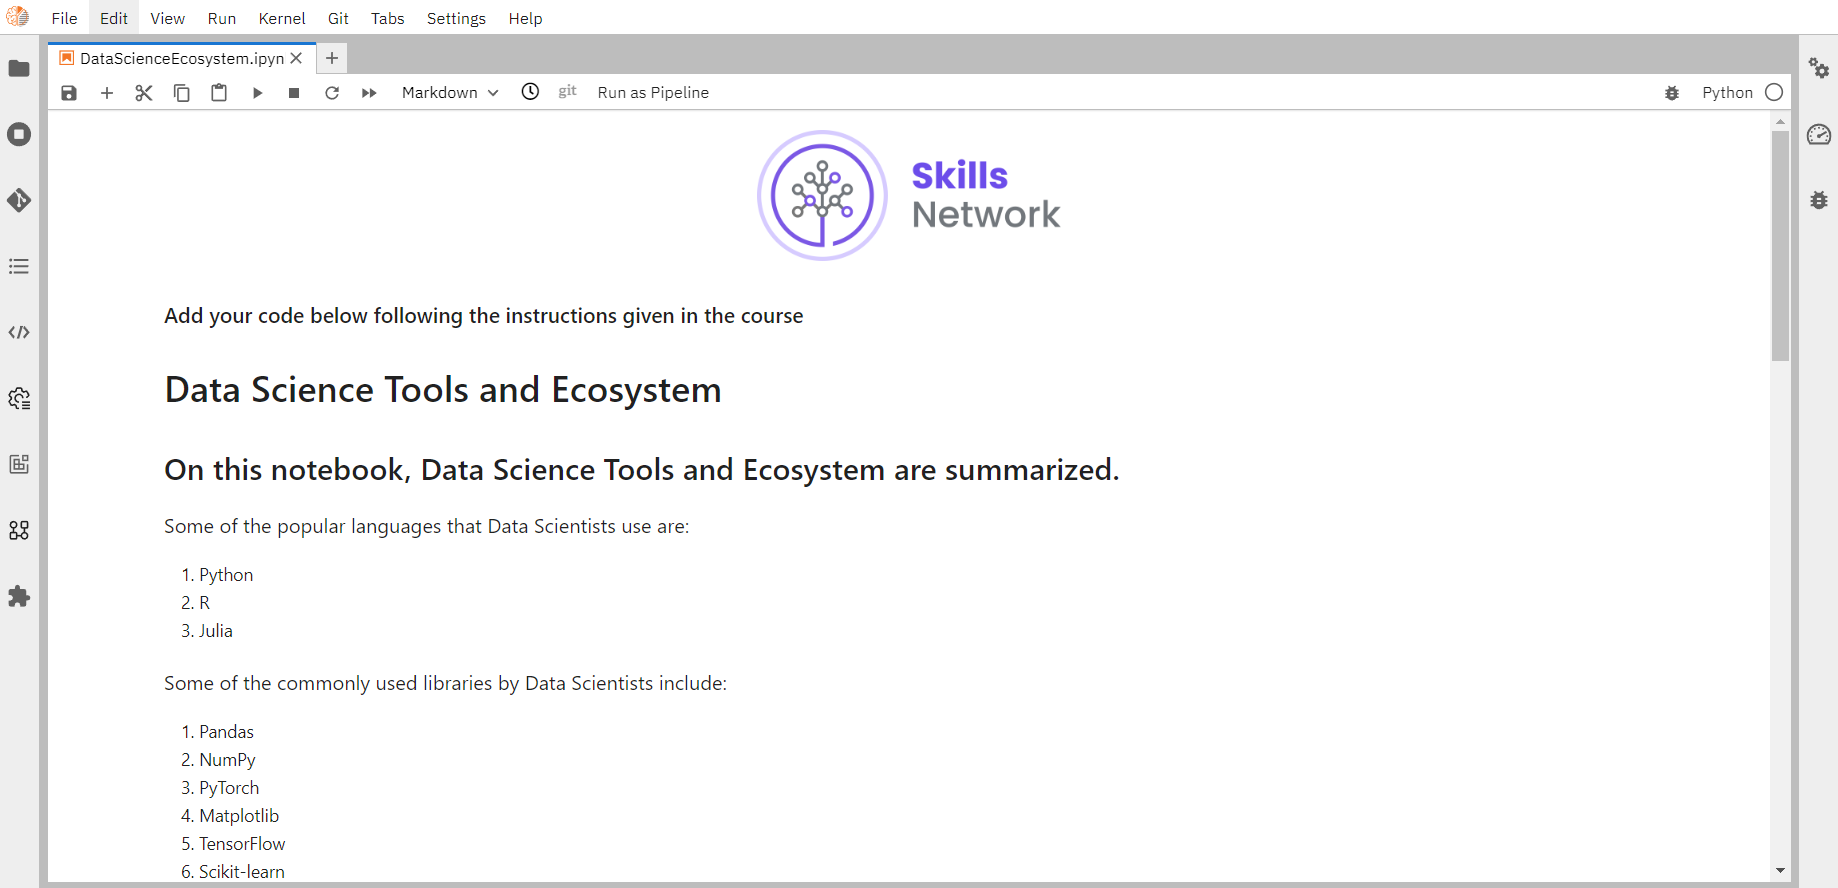 File Edit View Run Kernel Git Tabs Settings Help
DataScienceEcosystem.ipyn
Markdown git Run as Pipeline Python
Skills
Network
Add your code below following the instructions given in the course
Data Science Tools and Ecosystem
On this notebook, Data Science Tools and Ecosystem are summarized.
Some of the popular languages that Data Scientists use are:
1. Python
2. R
3. Julia
Some of the commonly used libraries by Data Scientists include:
1. Pandas
2. NumPy
3. PyTorch
4. Matplotlib
5. TensorFlow
6. Scikit-learn